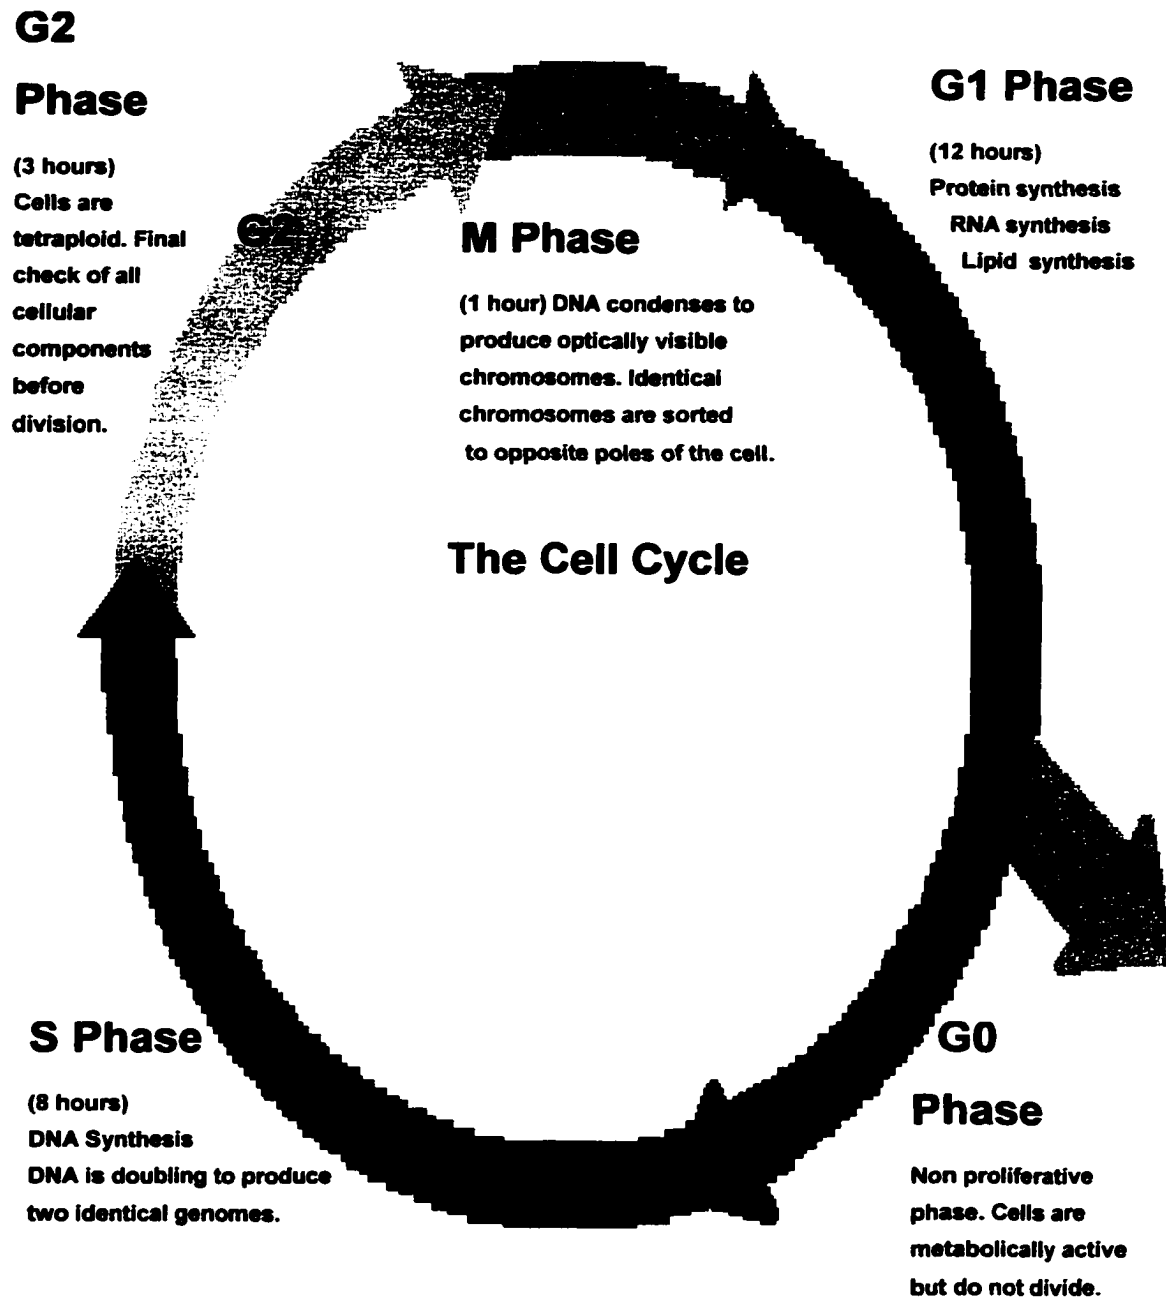 G2
Phase
(3 hours)
Cells are
tetraploid. Final
check of all
cellular
components
before
division.
G2
M Phase
(1 hour) DNA condenses to
produce optically visible
chromosomes. Identical
chromosomes are sorted
to opposite poles of the cell.
G1 Phase
(12 hours)
Protein synthesis
RNA synthesis
Lipid synthesis
The Cell Cycle
S Phase
(8 hours)
DNA Synthesis
DNA is doubling to produce
two identical genomes.
G0
Phase
Non proliferative
phase. Cells are
metabolically active
but do not divide.